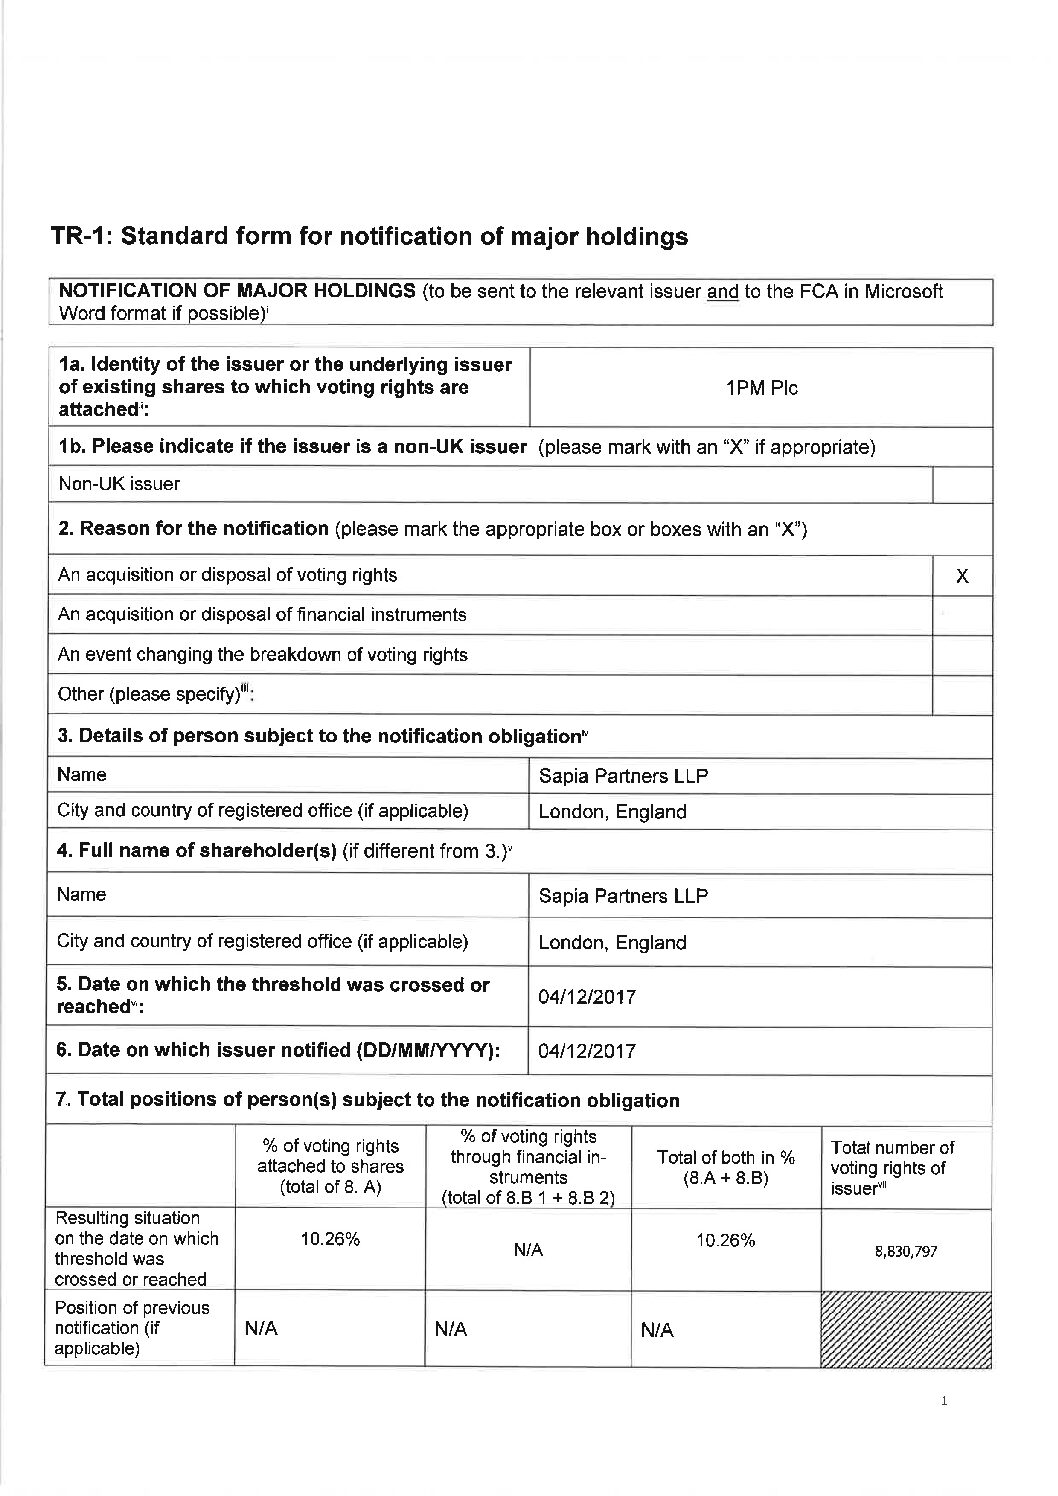 TR-1: Standard form for notification of major holdings
NOTIFICATION OF MAJOR HOLDINGS (to be sent to the relevant issuer and to the FCA in Microsoft
Word format if possible)i
1a. Identity of the issuer or the underlying issuer
of existing shares to which voting rights are
attachedii:
1PM Plc
1b. Please indicate if the issuer is a non-UK issuer (please mark with an "X" if appropriate)
Non-UK issuer
2. Reason for the notification (please mark the appropriate box or boxes with an "X")
An acquisition or disposal of voting rights
X
An acquisition or disposal of financial instruments
An event changing the breakdown of voting rights
Other (please specify)iii:
3. Details of person subject to the notification obligationiv
Name
Sapia Partners LLP
City and country of registered office (if applicable)
London, England
4. Full name of shareholder(s) (if different from 3.)v
Name
Sapia Partners LLP
City and country of registered office (if applicable)
London, England
5. Date on which the threshold was crossed or
reachedvi:
04/12/2017
6. Date on which issuer notified (DD/MM/YYYY):
04/12/2017
7. Total positions of person(s) subject to the notification obligation
% of voting rights
attached to shares
(total of 8. A)
% of voting rights
through financial in-
struments
(total of 8.B 1 + 8.B 2)
Total of both in %
(8.A + 8.B)
Total number of
voting rights of
issuervii
Resulting situation
on the date on which
threshold was
crossed or reached
10.26%
N/A
10.26%
8,830,797
Position of previous
notification (if
applicable)
N/A
N/A
N/A
1